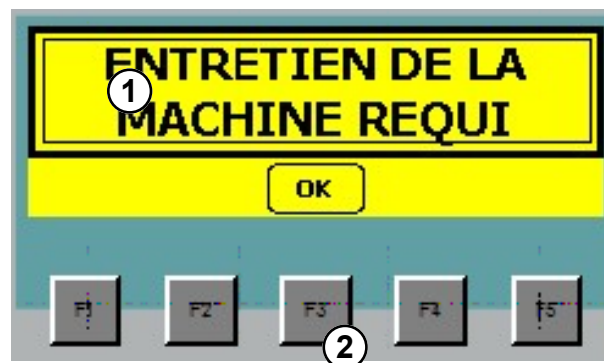 ENTRETIEN DE LA
1
MACHINE REQUI
OK
F1 F2 F3 F4 F5
2